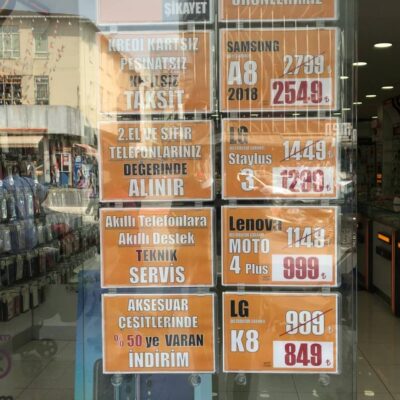 ŞİKAYET
KREDİ KARTSIZ
PEŞİNATSIZ
TAKSİT
SAMSUNG
A8
2018
2799
2549₺
2.EL VE SIFIR
TELEFONLARINIZ
DEĞERİNDE
ALINIR
LG
Staylus
3
1449
1290₺
Akıllı Telefonlara
Akıllı Destek
TEKNİK
SERVİS
Lenova
MOTO
4 Plus
1149
999₺
AKSESUAR
ÇEŞİTLERİNDE
%50 ye VARAN
İNDİRİM
LG
K8
999
849₺